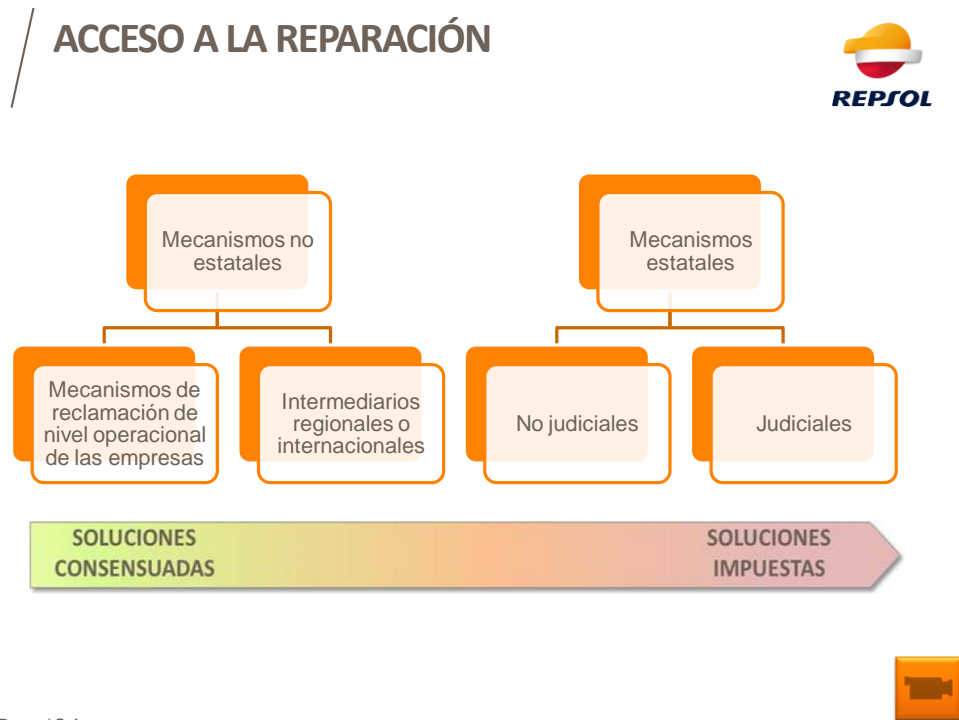 ACCESO A LA REPARACIÓN
REPSOL
Mecanismos no
estatales
Mecanismos
estatales
Mecanismos de
reclamación de
nivel operacional
de las empresas
Intermediarios
regionales o
internacionales
No judiciales
Judiciales
SOLUCIONES
CONSENSUADAS
SOLUCIONES
IMPUESTAS